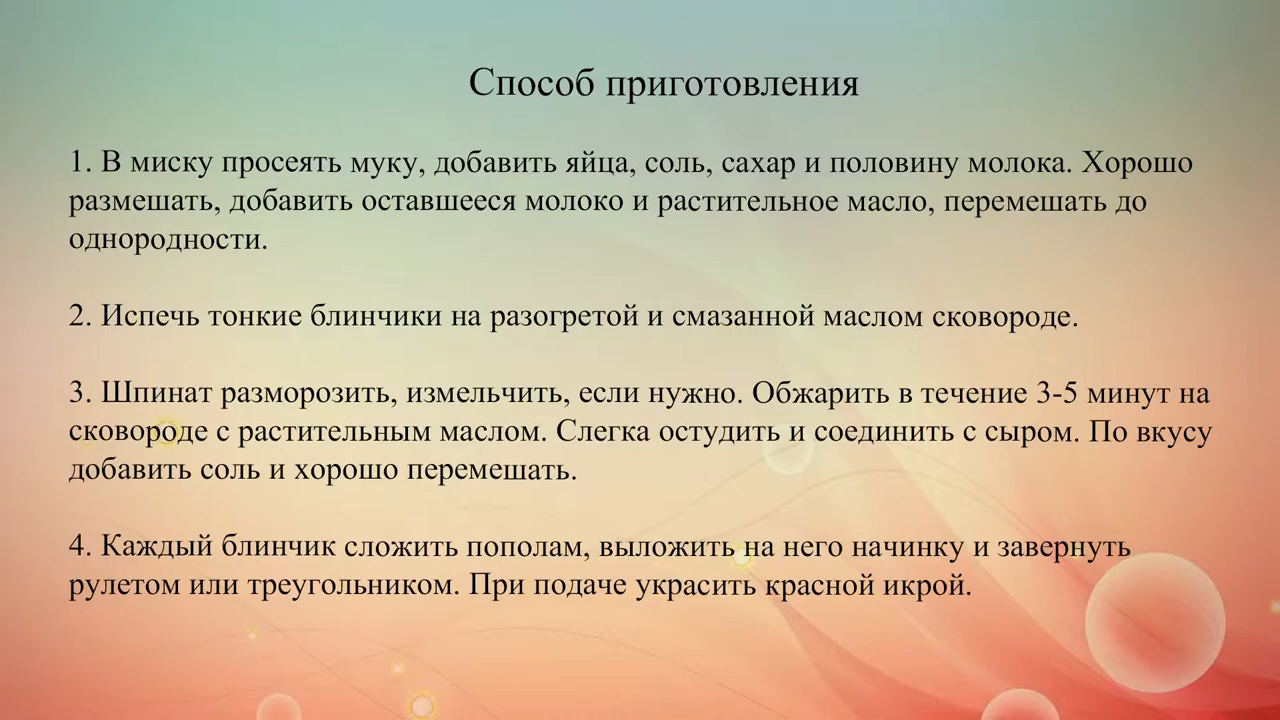 Способ приготовления
1. В миску просеять муку, добавить яйца, соль, сахар и половину молока. Хорошо
размешать, добавить оставшееся молоко и растительное масло, перемешать до
однородности.
2. Испечь тонкие блинчики на разогретой и смазанной маслом сковороде.
3. Шпинат разморозить, измельчить, если нужно. Обжарить в течение 3-5 минут на
сковороде с растительным маслом. Слегка остудить и соединить с сыром. По вкусу
добавить соль и хорошо перемешать.
4. Каждый блинчик сложить пополам, выложить на него начинку и завернуть
рулетом или треугольником. При подаче украсить красной икрой.